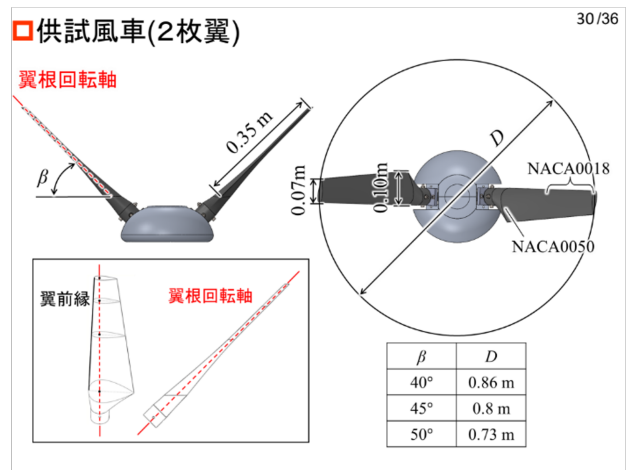 30/36
供試風車(2枚翼)
翼根回転軸
0.35 m
β
D
0.07m
0.10m
NACA0018
NACA0050
翼前縁
翼根回転軸
β D
40° 0.86 m
45° 0.8 m
50° 0.73 m